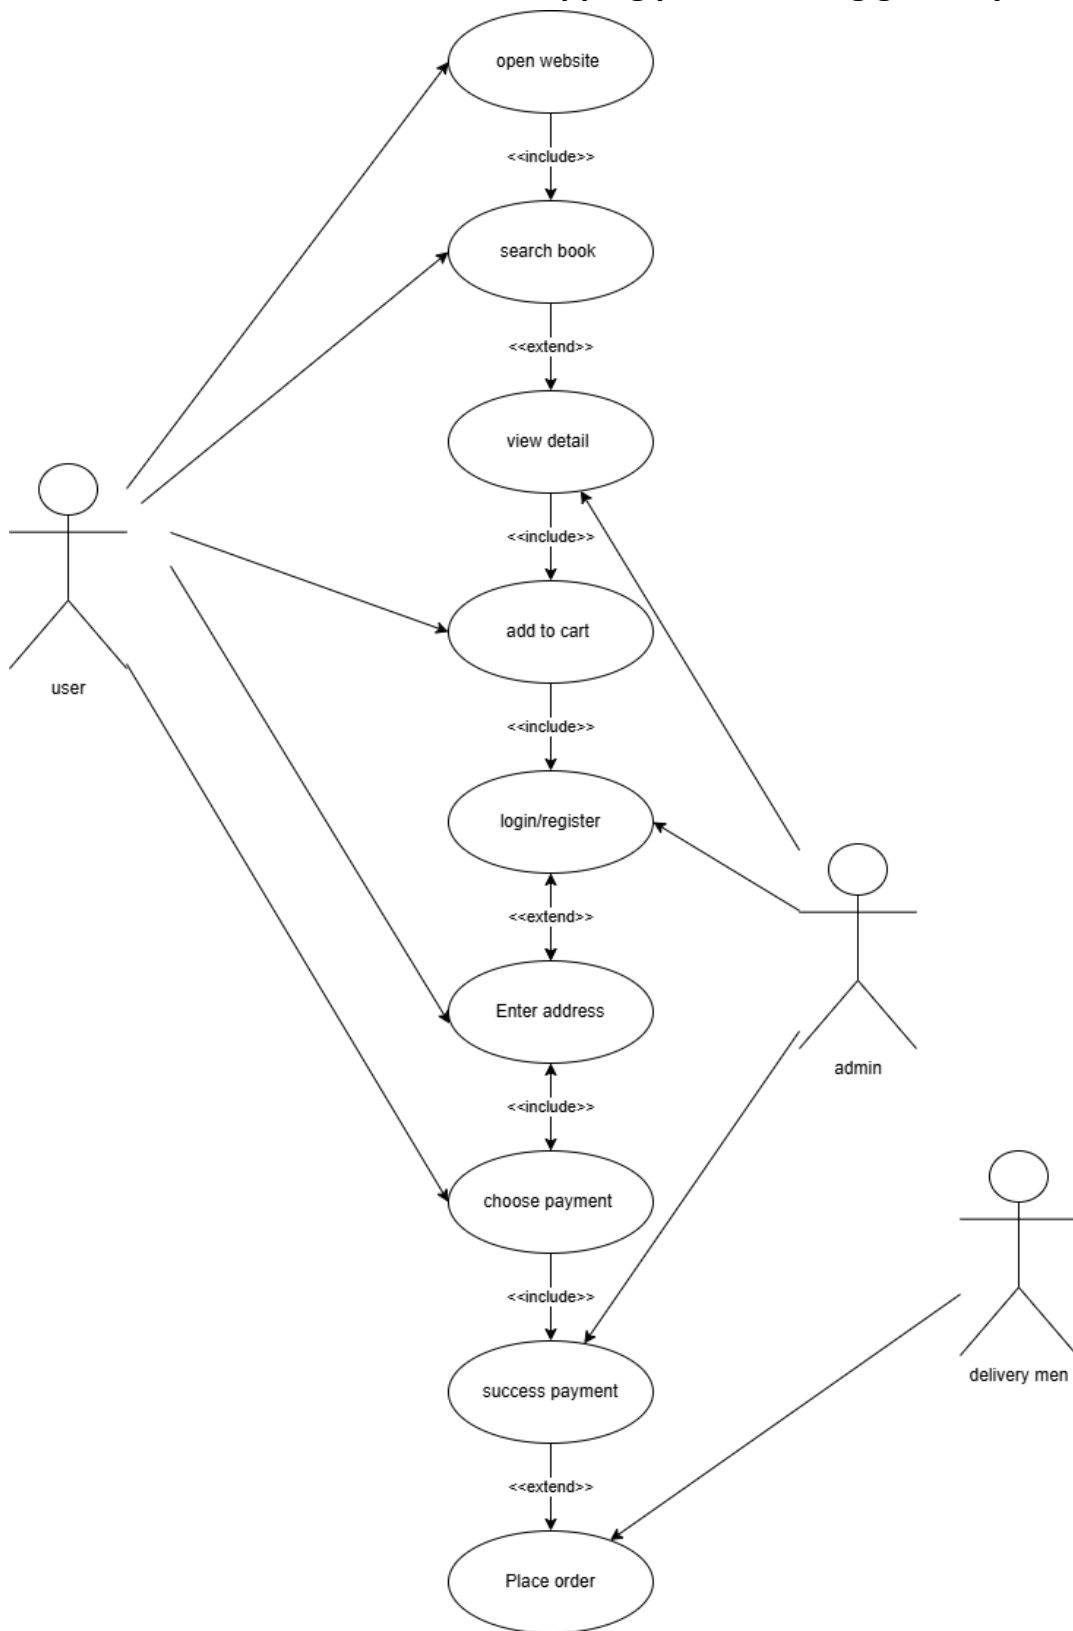 open website
<<include>>
search book
<<extend>>
view detail
<<include>>
add to cart
user
<<include>>
login/register
<<extend>>
Enter address
admin
<<include>>
choose payment
<<include>>
delivery men
success payment
<<extend>>
Place order